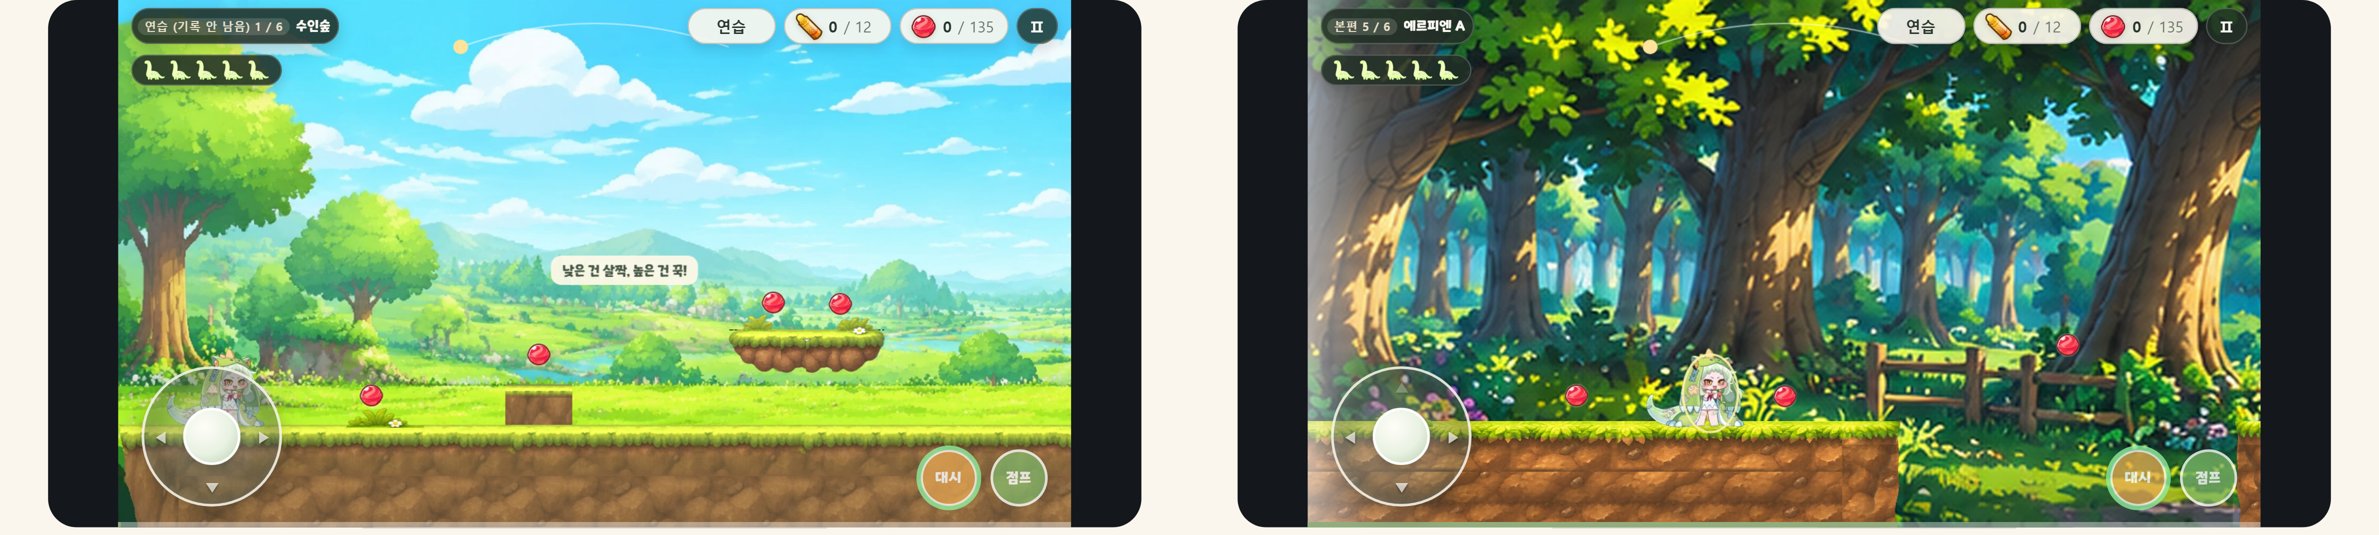 연습 (기록 안 남음) 1 / 6 수인숲
연습
0 / 12
0 / 135
낮은 건 살짝, 높은 건 꾹!
대시
점프
본편 5 / 6 에르피엔 A
연습
0 / 12
0 / 135
대시
점프